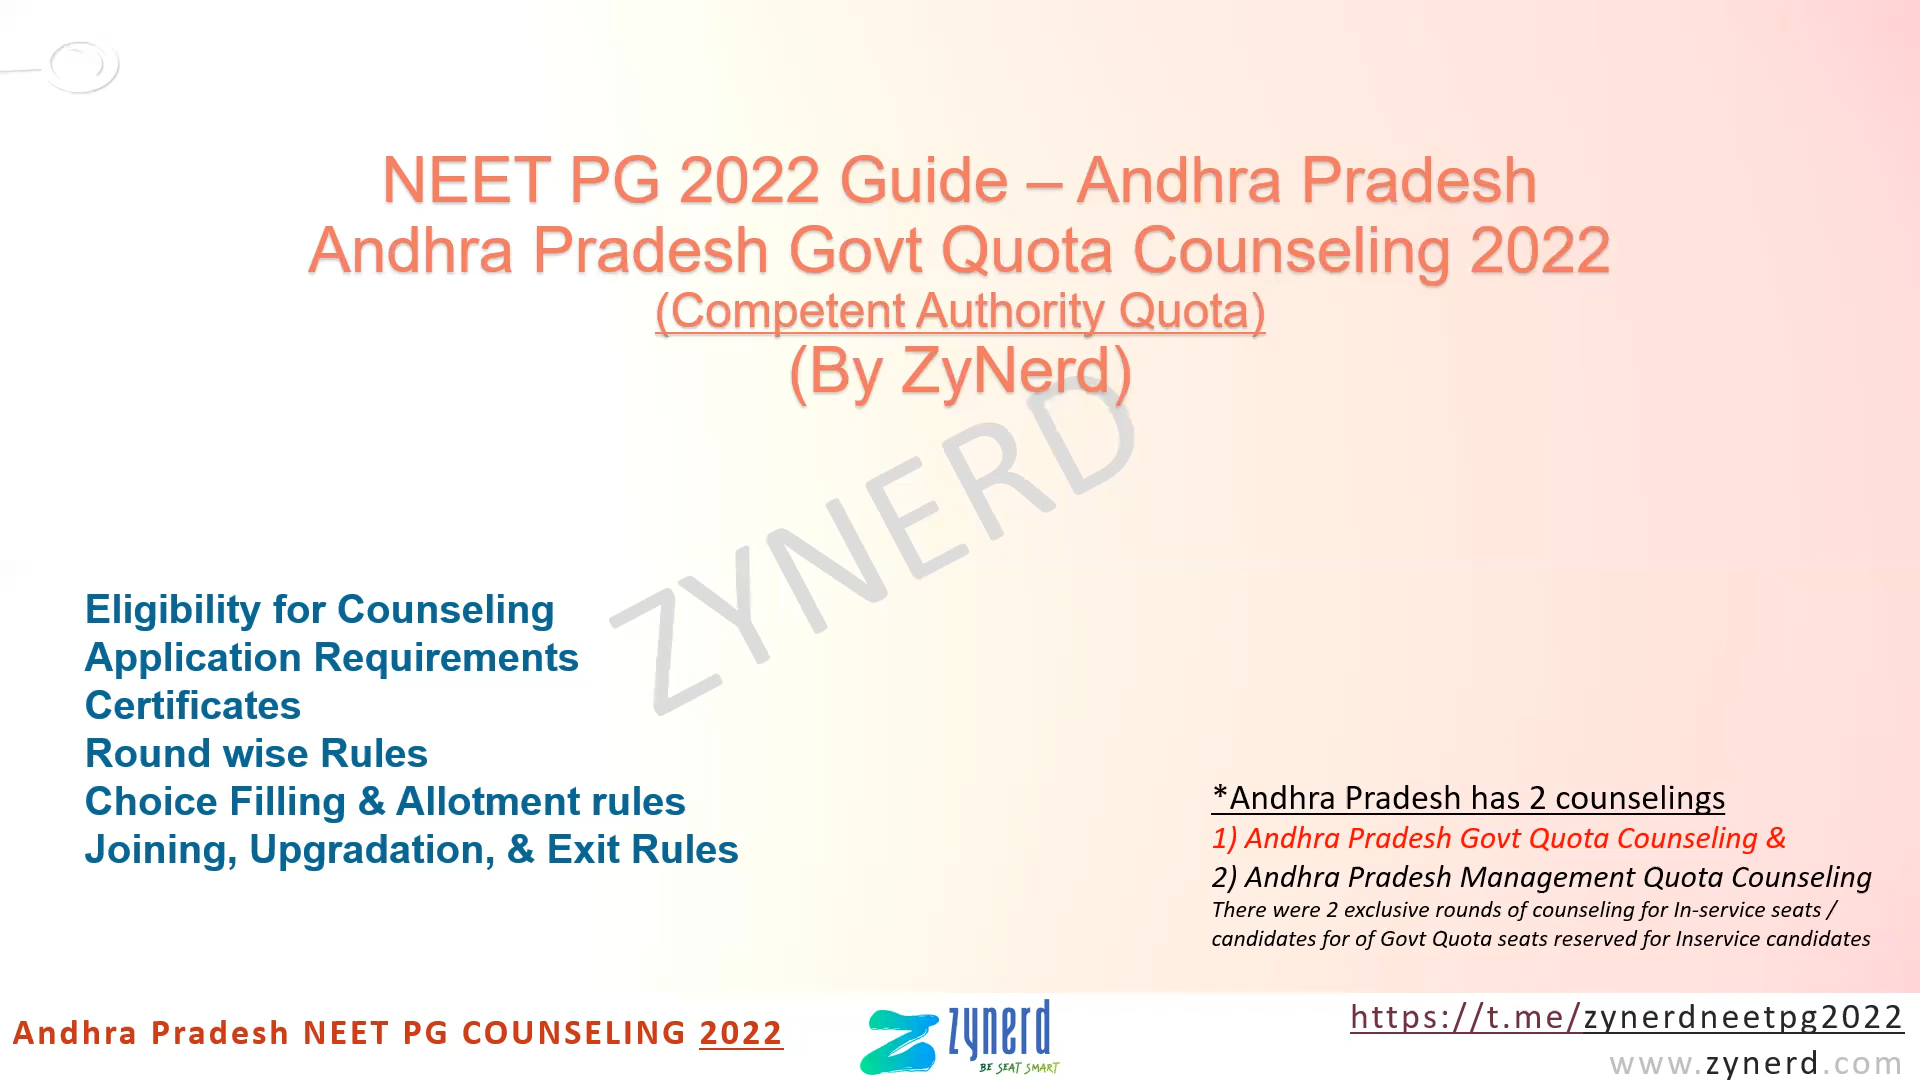 NEET PG 2022 Guide – Andhra Pradesh
Andhra Pradesh Govt Quota Counseling 2022
(Competent Authority Quota)
(By ZyNerd)
ZYNERD
Eligibility for Counseling
Application Requirements
Certificates
Round wise Rules
Choice Filling & Allotment rules
Joining, Upgradation, & Exit Rules
*Andhra Pradesh has 2 counselings
1) Andhra Pradesh Govt Quota Counseling &
2) Andhra Pradesh Management Quota Counseling
There were 2 exclusive rounds of counseling for In-service seats /
candidates for of Govt Quota seats reserved for Inservice candidates
Andhra Pradesh NEET PG COUNSELING 2022
zynerd
BE SEAT SMART
https://t.me/zynerdneetpg2022
www.zynerd.com